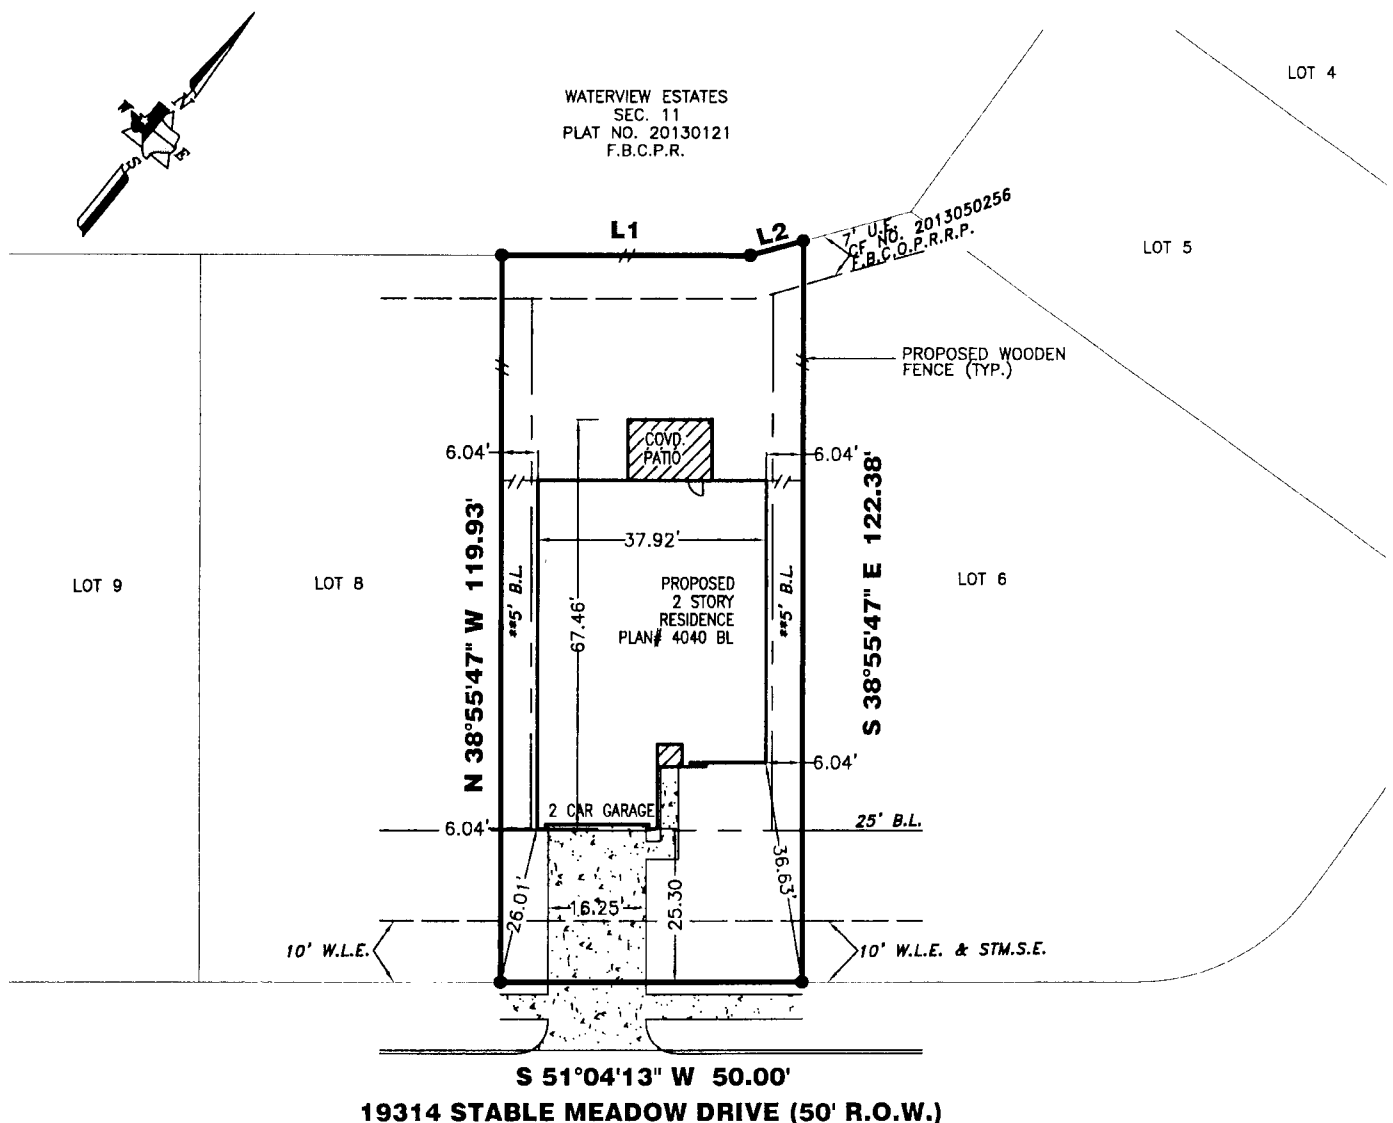 WATERVIEW ESTATES
SEC. 11
PLAT NO. 20130121
F.B.C.P.R.
LOT 4
S
E
L1
L2
7' U.E.
CF NO. 2013050256
F.B.C.O.P.R.R.P.
LOT 5
PROPOSED WOODEN
FENCE (TYP.)
COVD.
PATIO
6.04'
6.04'
N 38°55'47" W 119.93'
S 38°55'47" E 122.38'
37.92'
67.46'
**5' B.L.
**5' B.L.
LOT 9
LOT 8
PROPOSED
2 STORY
RESIDENCE
PLAN# 4040 BL
LOT 6
6.04'
2 CAR GARAGE
6.04'
25' B.L.
26.01'
16.25'
25.30
36.63'
10' W.L.E.
10' W.L.E. & STM.S.E.
S 51°04'13" W 50.00'
19314 STABLE MEADOW DRIVE (50' R.O.W.)